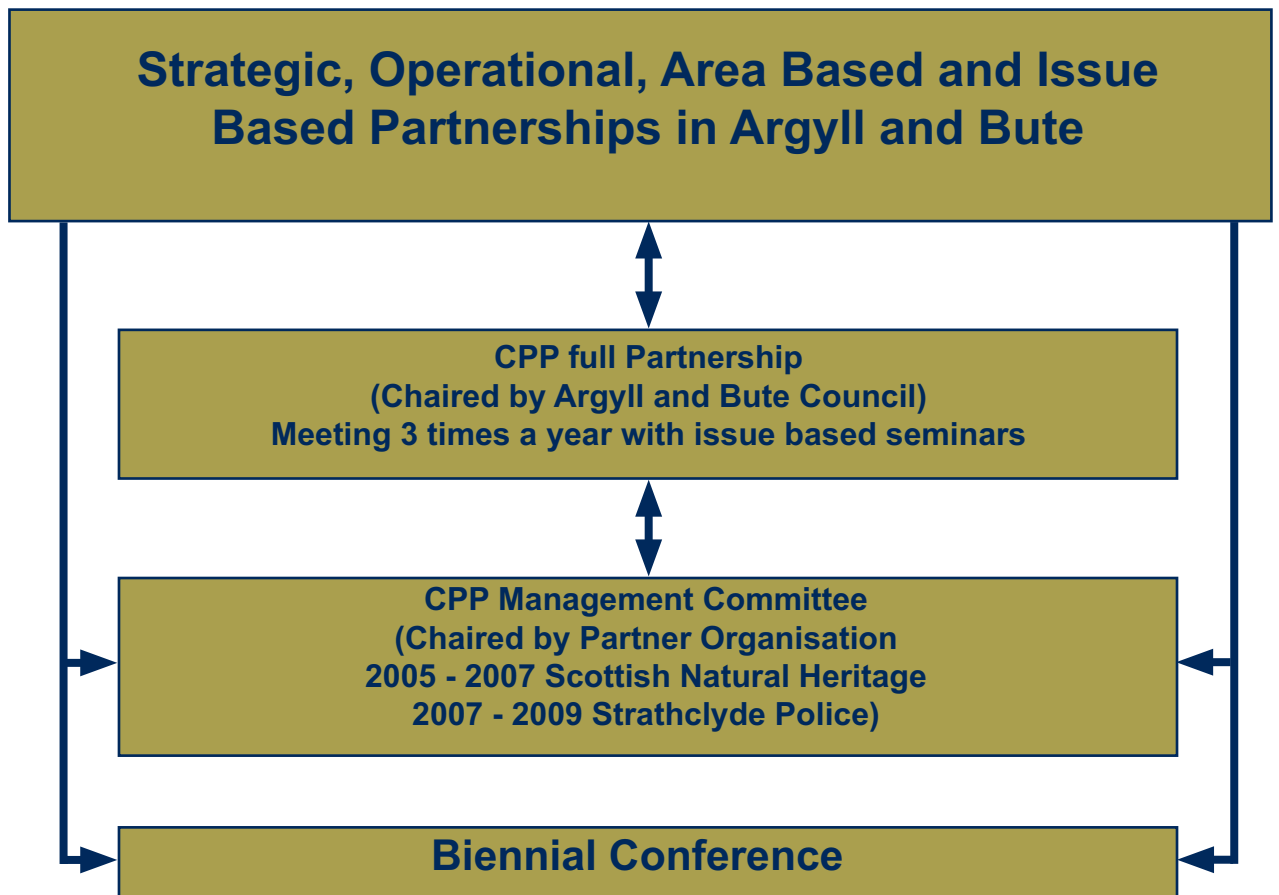 Strategic, Operational, Area Based and Issue
Based Partnerships in Argyll and Bute
CPP full Partnership
(Chaired by Argyll and Bute Council)
Meeting 3 times a year with issue based seminars
CPP Management Committee
(Chaired by Partner Organisation
2005 - 2007 Scottish Natural Heritage
2007 - 2009 Strathclyde Police)
Biennial Conference